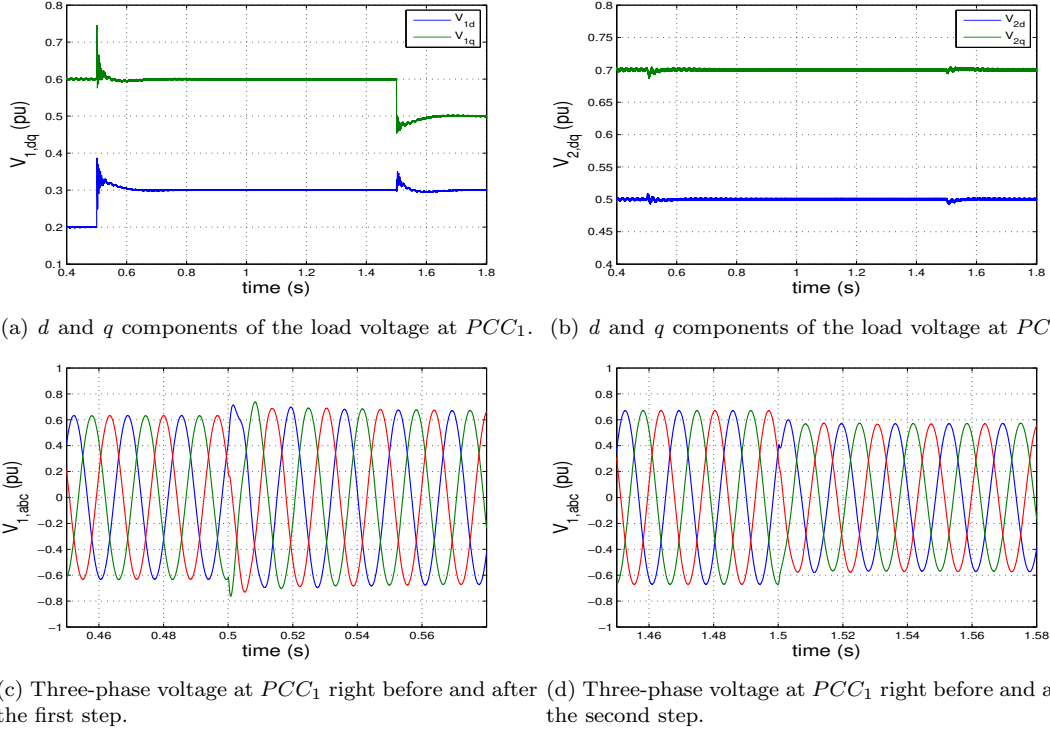 0.8
0.7
0.6
0.5
0.4
0.3
0.2
0.1
0.4 0.6 0.8 1 1.2 1.4 1.6 1.8
V1,dq (pu)
time (s)
V1d
V1q
0.8
0.75
0.7
0.65
0.6
0.55
0.5
0.45
0.4
0.4 0.6 0.8 1 1.2 1.4 1.6 1.8
V2,dq (pu)
time (s)
V2d
V2q
(a) d and q components of the load voltage at PCC1.
(b) d and q components of the load voltage at PC
1
0.8
0.6
0.4
0.2
0
−0.2
−0.4
−0.6
−0.8
−1
0.46 0.48 0.5 0.52 0.54 0.56
V1,abc (pu)
time (s)
1
0.8
0.6
0.4
0.2
0
−0.2
−0.4
−0.6
−0.8
−1
1.46 1.48 1.5 1.52 1.54 1.56 1.58
V1,abc (pu)
time (s)
(c) Three-phase voltage at PCC1 right before and after
the first step.
(d) Three-phase voltage at PCC1 right before and a
the second step.